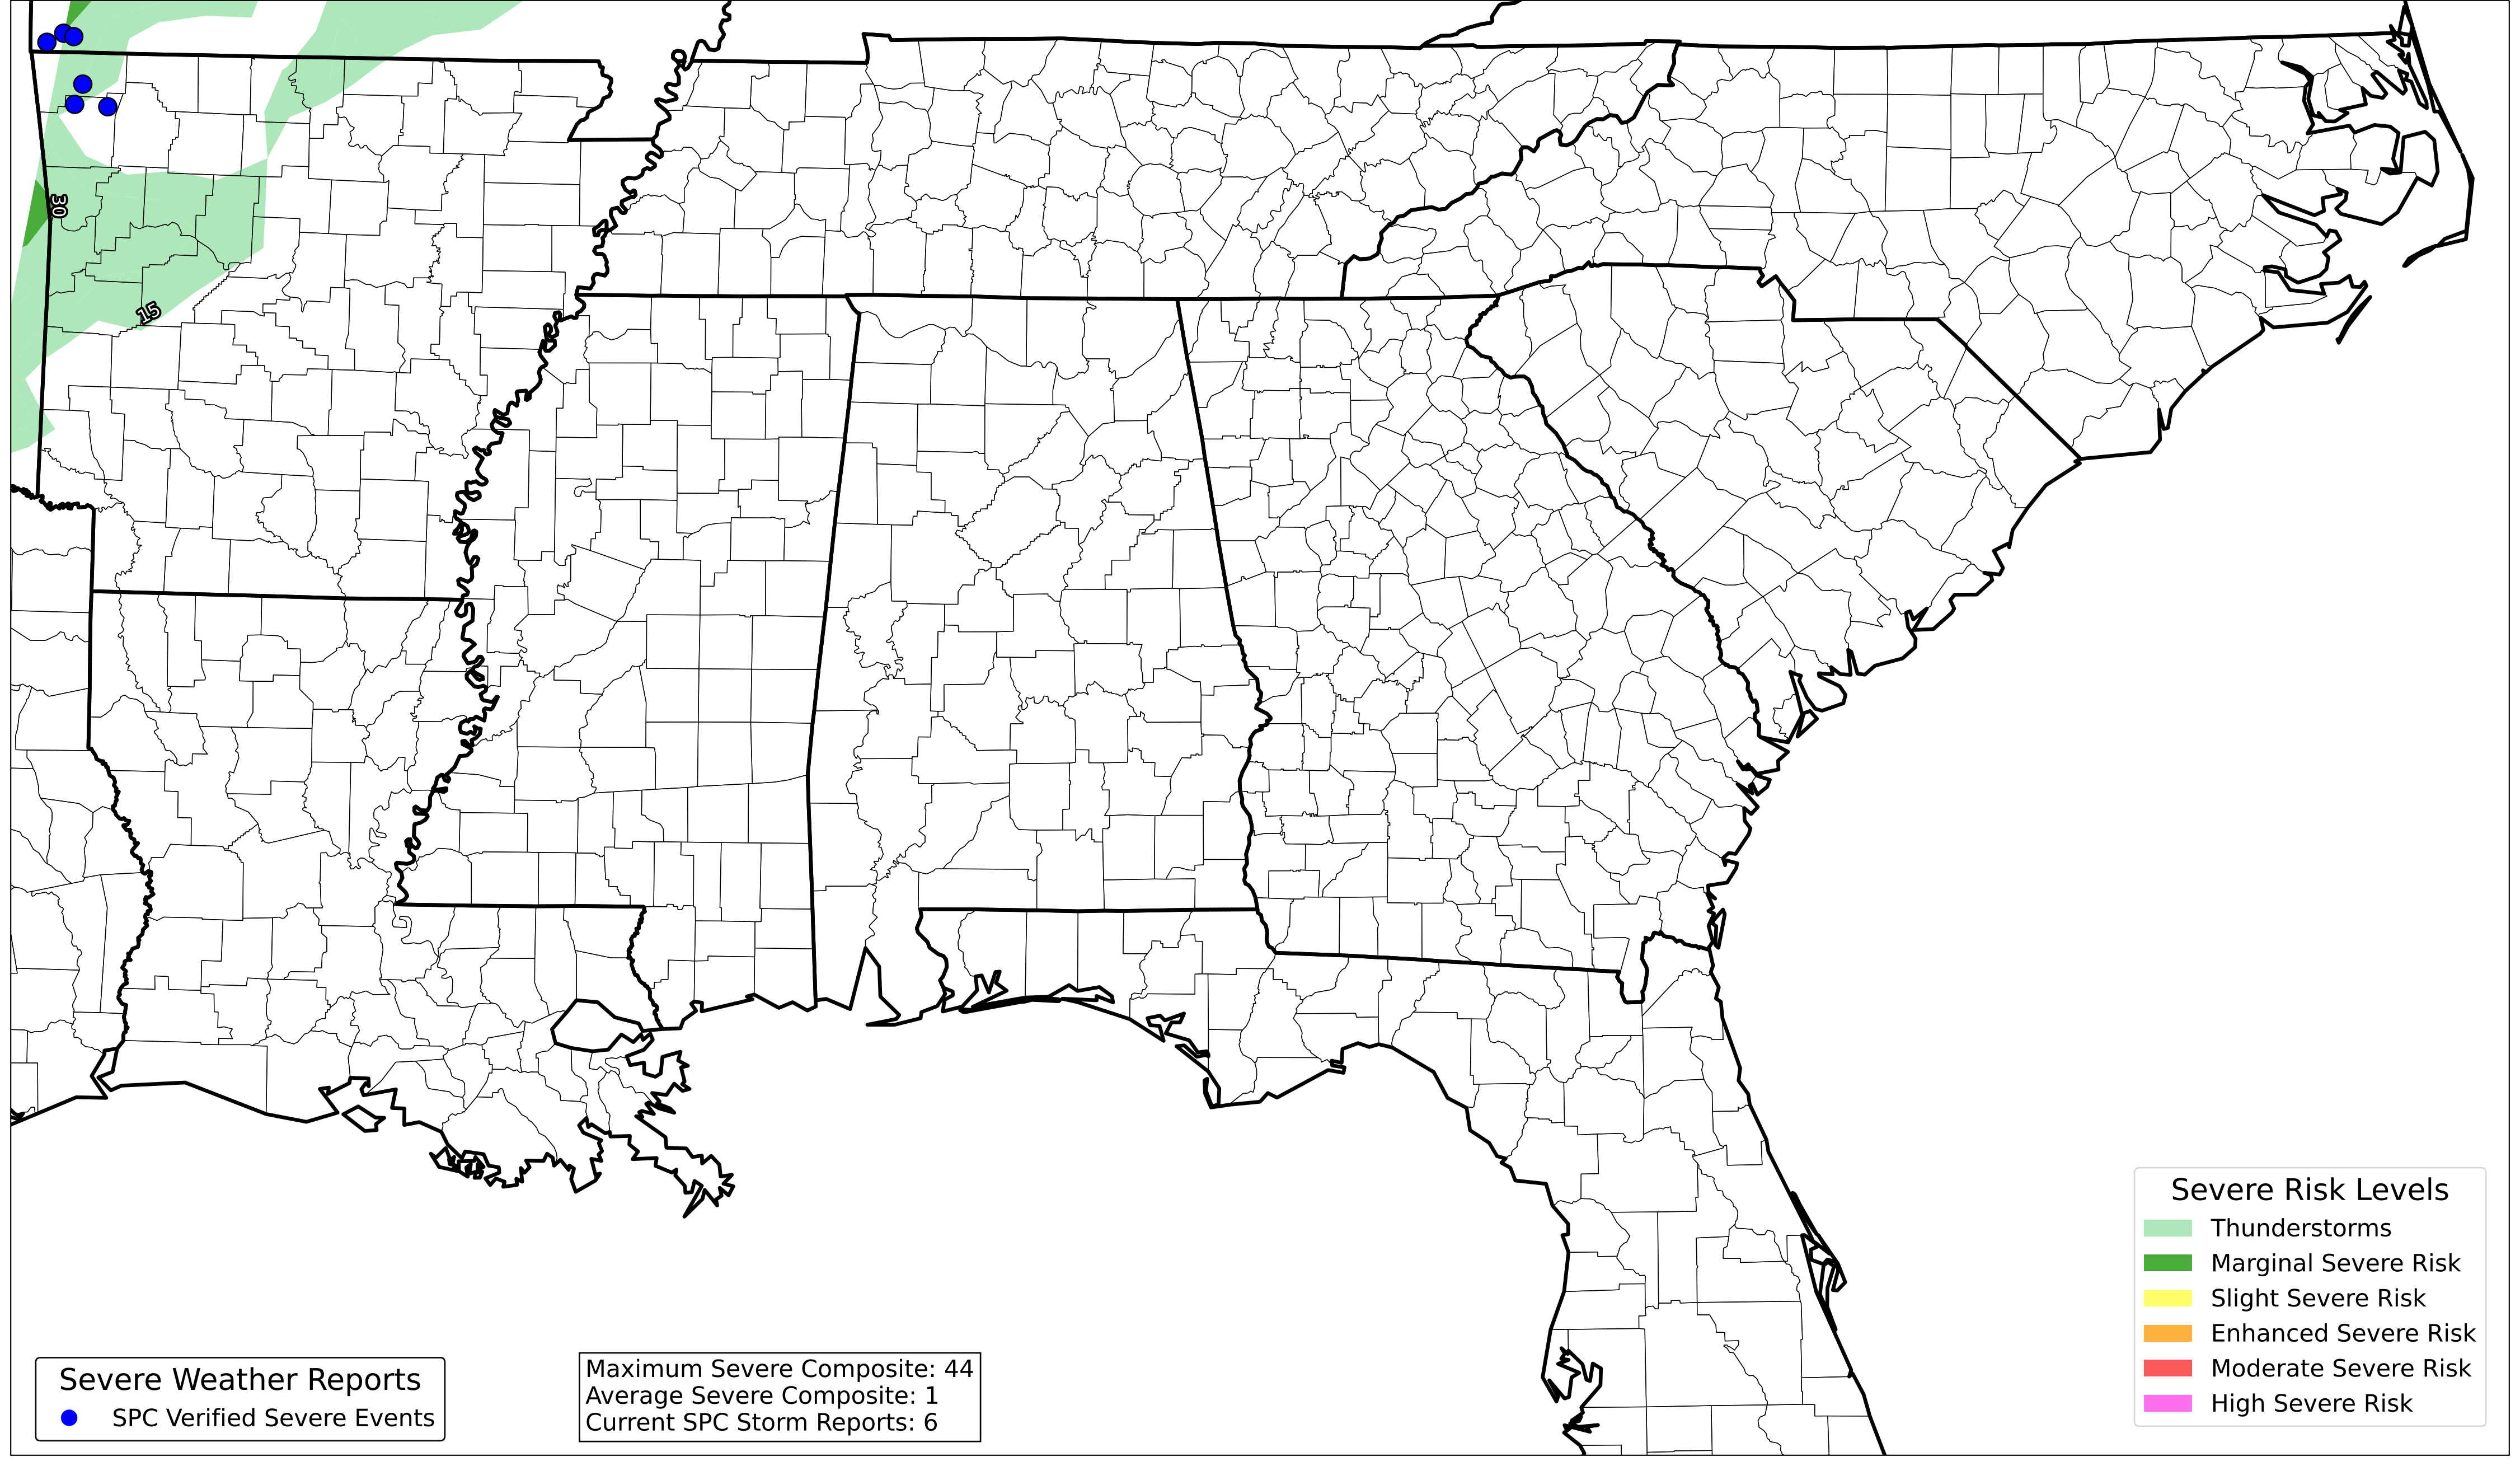 30
15
Severe Risk Levels
Thunderstorms
Marginal Severe Risk
Slight Severe Risk
Enhanced Severe Risk
Moderate Severe Risk
High Severe Risk
Severe Weather Reports
SPC Verified Severe Events
Maximum Severe Composite: 44
Average Severe Composite: 1
Current SPC Storm Reports: 6